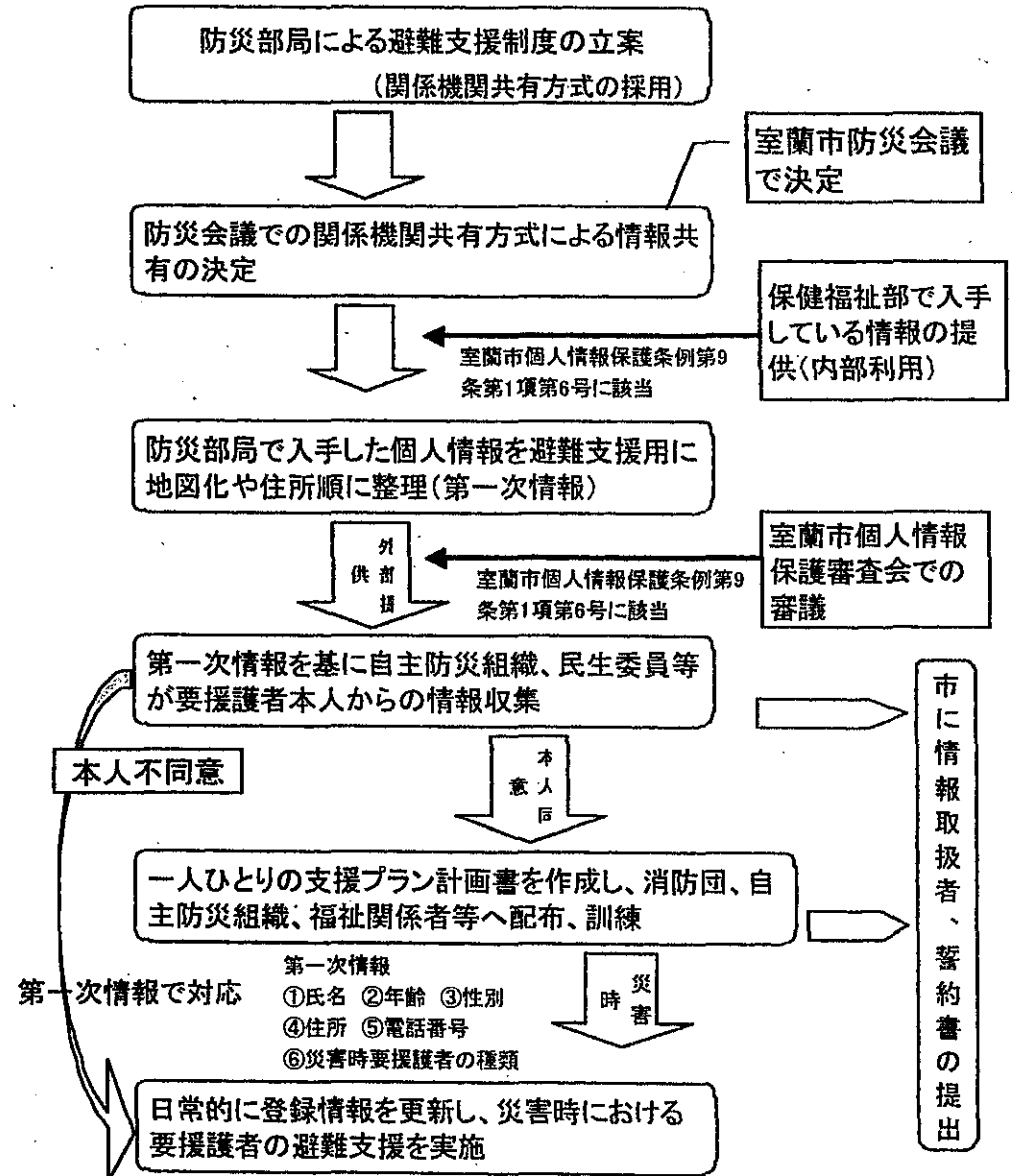 防災部局による避難支援制度の立案
(関係機関共有方式の採用)
室蘭市防災会議
で決定
防災会議での関係機関共有方式による情報共
有の決定
保健福祉部で入手
している情報の提
供(内部利用)
室蘭市個人情報保護条例第9
条第1項第6号に該当
防災部局で入手した個人情報を避難支援用に
地図化や住所順に整理(第一次情報)
外部提
供
室蘭市個人情報
保護審査会での
審議
室蘭市個人情報保護条例第9
条第1項第6号に該当
第一次情報を基に自主防災組織、民生委員等
が要援護者本人からの情報収集
市に情報取扱者、誓約書の提出
本人不同意
本人同
意
一人ひとりの支援プラン計画書を作成し、消防団、自
主防災組織、福祉関係者等へ配布、訓練
第一次情報で対応
第一次情報
①氏名 ②年齢 ③性別
④住所 ⑤電話番号
⑥災害時要援護者の種類
災害
時
日常的に登録情報を更新し、災害時における
要援護者の避難支援を実施